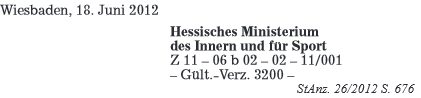 Wiesbaden, 18. Juni 2012
Hessisches Ministerium
des Innern und für Sport
Z 11 – 06 b 02 – 02 – 11/001
– Gült.-Verz. 3200 –
StAnz. 26/2012 S. 676